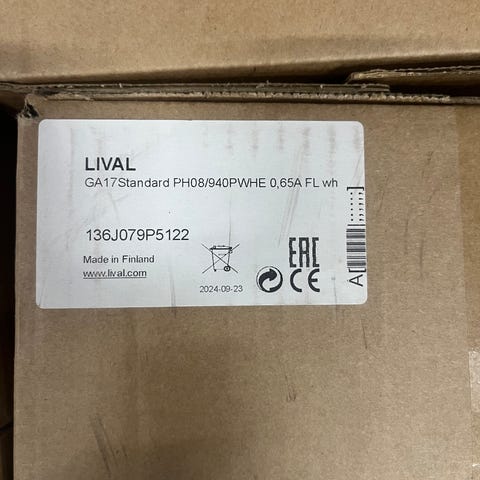 LIVAL
GA17Standard PH08/940PWHE 0,65A FL wh
136J079P5122
Made in Finland
www.lival.com
2024-09-23
EAC
CE